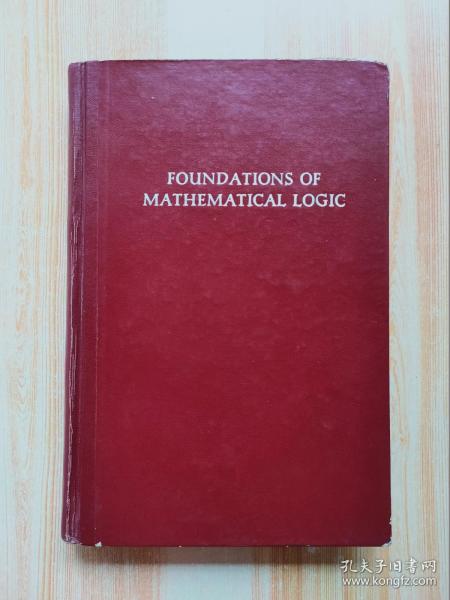 FOUNDATIONS OF
MATHEMATICAL LOGIC
孔夫子旧书网
www.kongfz.com